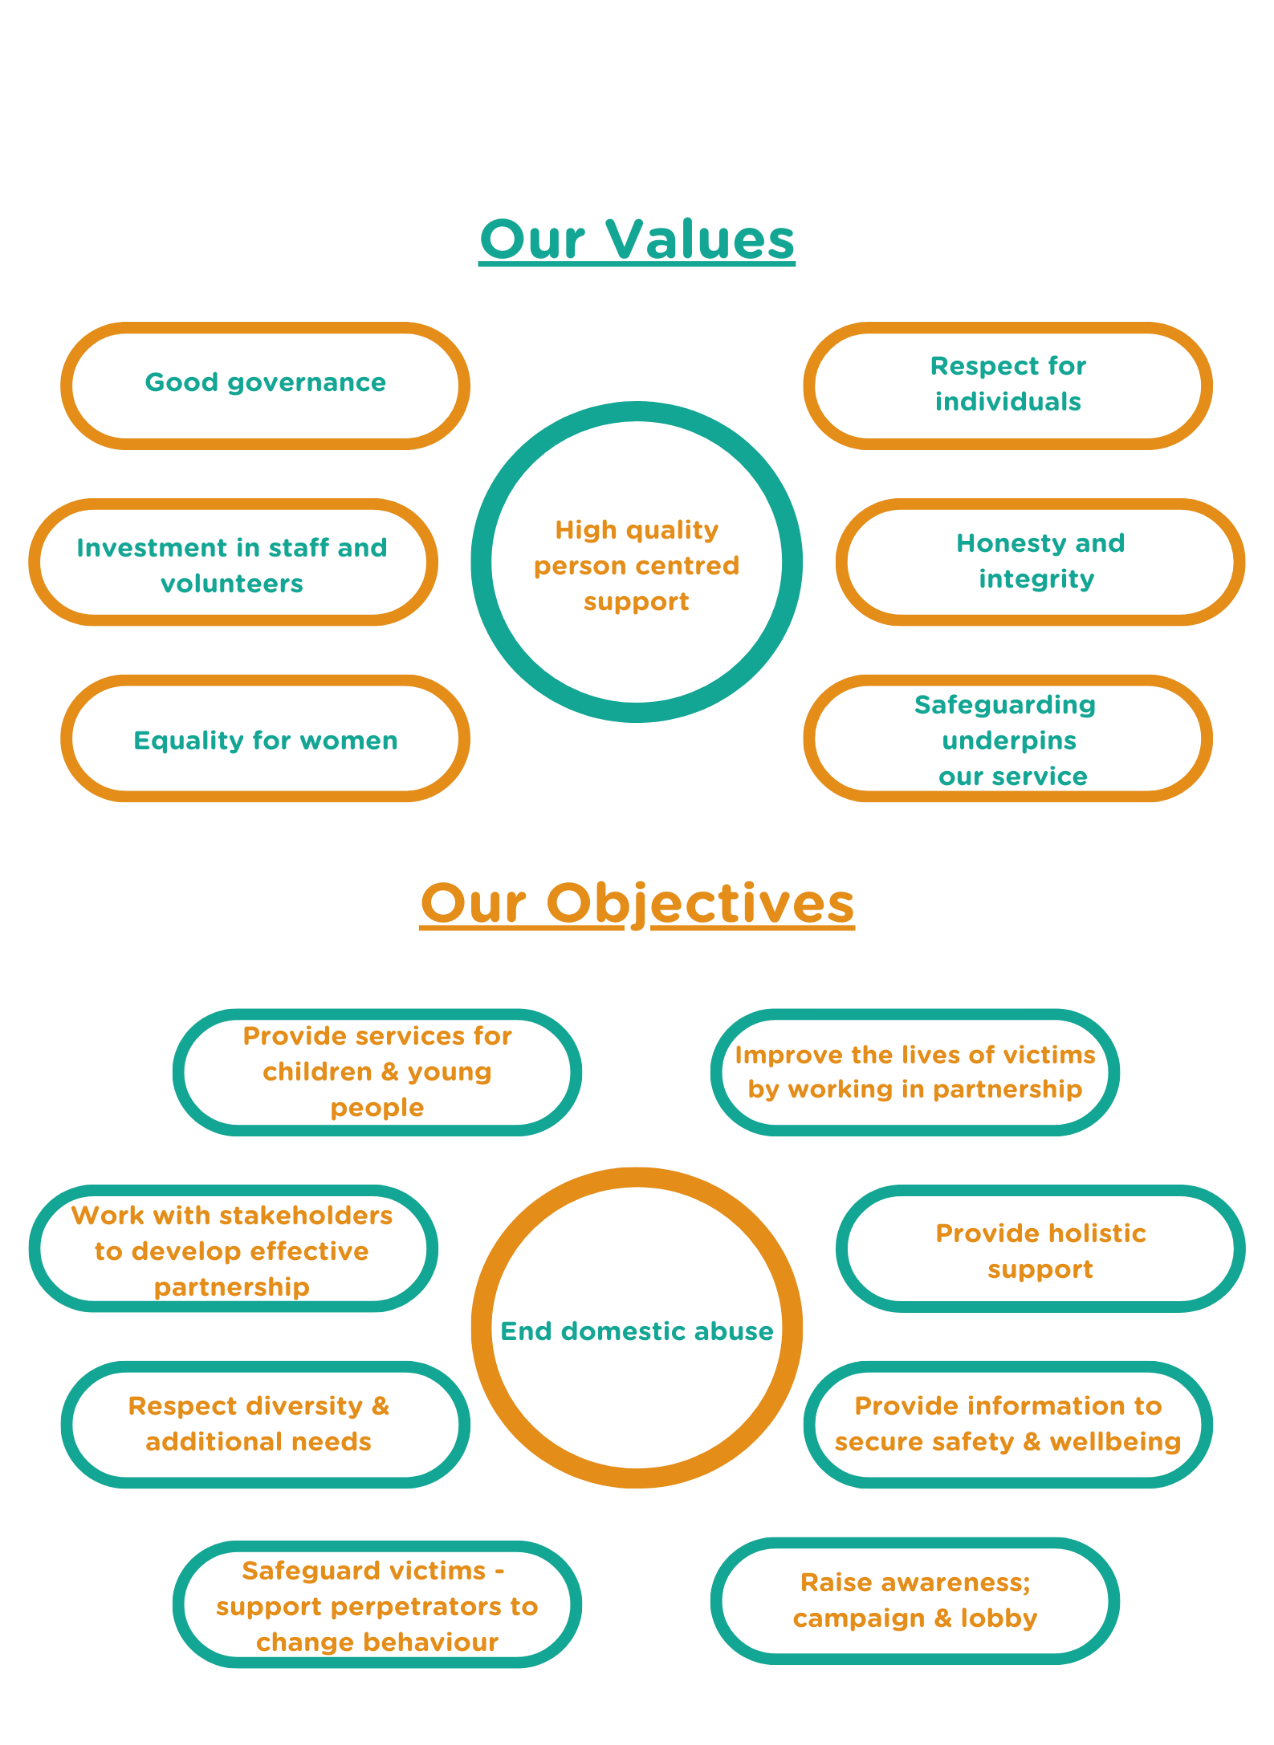 Our Values
Good governance
Respect for
individuals
High quality
person centred
support
Investment in staff and
volunteers
Honesty and
integrity
Equality for women
Safeguarding
underpins
our service
Our Objectives
Provide services for
children & young
people
Improve the lives of victims
by working in partnership
Work with stakeholders
to develop effective
partnership
Provide holistic
support
End domestic abuse
Respect diversity &
additional needs
Provide information to
secure safety & wellbeing
Safeguard victims -
support perpetrators to
change behaviour
Raise awareness;
campaign & lobby